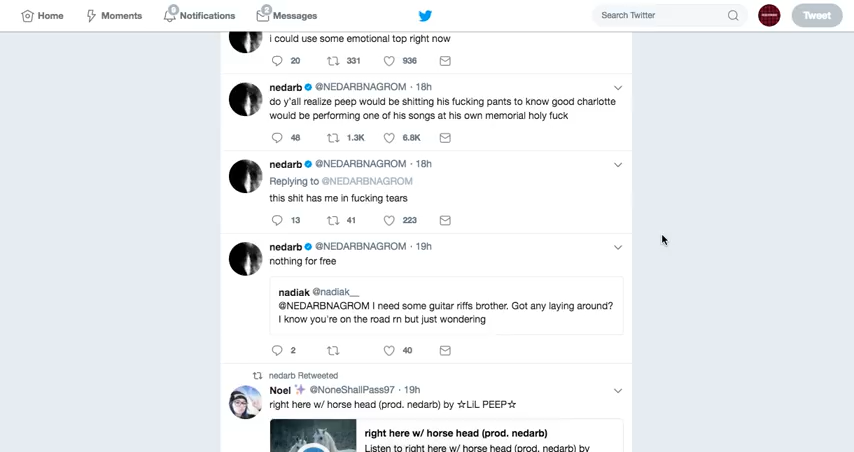 Home Moments Notifications Messages Search Twitter Tweet
6 2
i could use some emotional top right now
20 331 936
nedarb @NEDARBNAGROM · 18h
do y'all realize peep would be shitting his fucking pants to know good charlotte
would be performing one of his songs at his own memorial holy fuck
48 1.3K 6.8K
nedarb @NEDARBNAGROM · 18h
Replying to @NEDARBNAGROM
this shit has me in fucking tears
13 41 223
nedarb @NEDARBNAGROM · 19h
nothing for free
nadiak @nadiak__
@NEDARBNAGROM I need some guitar riffs brother. Got any laying around?
I know you're on the road rn but just wondering
2 40
nedarb Retweeted
Noel ✨ @NoneShallPass97 · 19h
right here w/ horse head (prod. nedarb) by ☆LiL PEEP☆
right here w/ horse head (prod. nedarb)
Listen to right here w/ horse head (prod. nedarb) by